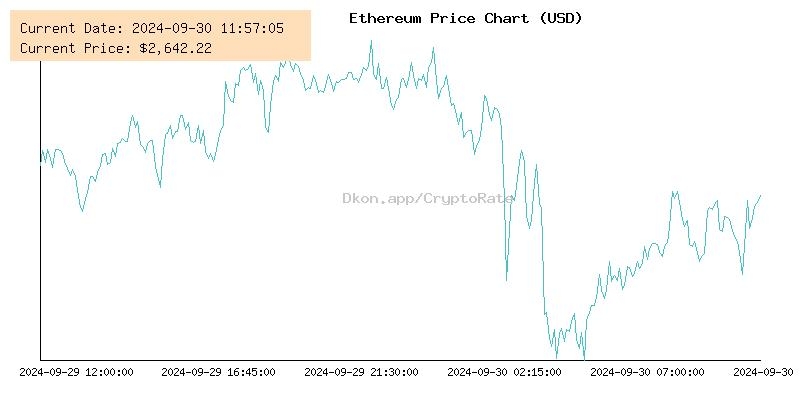 Ethereum Price Chart (USD)
Current Date: 2024-09-30 11:57:05
Current Price: $2,642.22
Dkon.app/CryptoRate
2024-09-29 12:00:00 2024-09-29 16:45:00 2024-09-29 21:30:00 2024-09-30 02:15:00 2024-09-30 07:00:00 2024-09-30